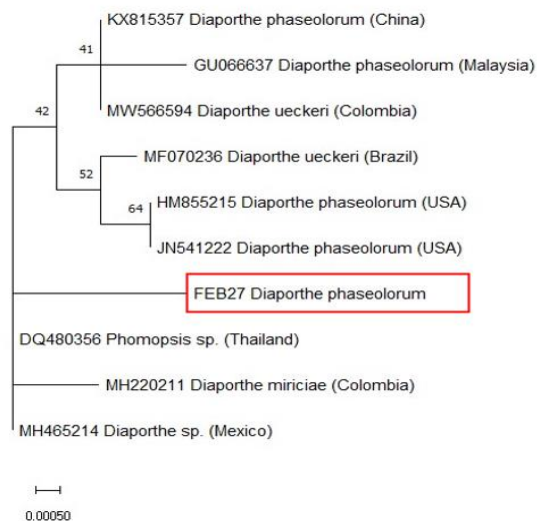 KX815357 Diaporthe phaseolorum (China)
41
GU066637 Diaporthe phaseolorum (Malaysia)
42
MW566594 Diaporthe ueckeri (Colombia)
MF070236 Diaporthe ueckeri (Brazil)
52
HM855215 Diaporthe phaseolorum (USA)
64
JN541222 Diaporthe phaseolorum (USA)
FEB27 Diaporthe phaseolorum
DQ480356 Phomopsis sp. (Thailand)
MH220211 Diaporthe miriciae (Colombia)
MH465214 Diaporthe sp. (Mexico)
0.00050